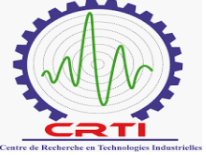 CRTI
Centre de Recherche en Technologies Industrielles